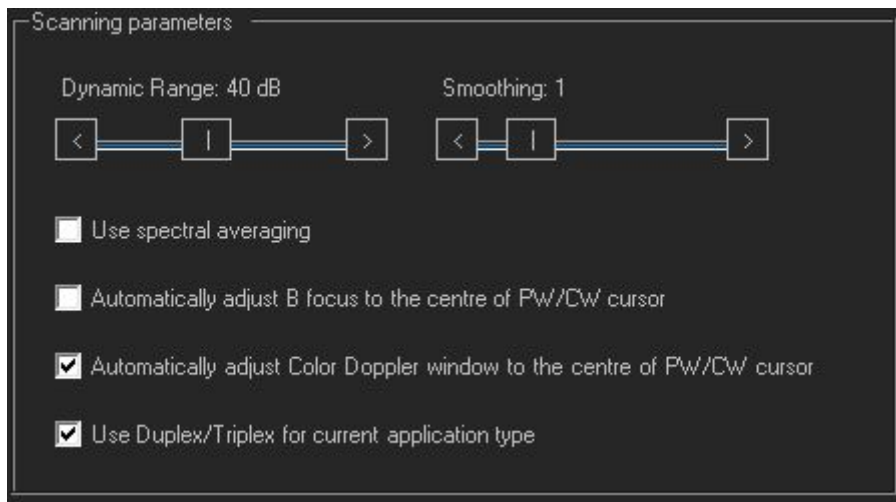 Scanning parameters
Dynamic Range: 40 dB
Smoothing: 1
Use spectral averaging
Automatically adjust B focus to the centre of PW/CW cursor
Automatically adjust Color Doppler window to the centre of PW/CW cursor
Use Duplex/Triplex for current application type